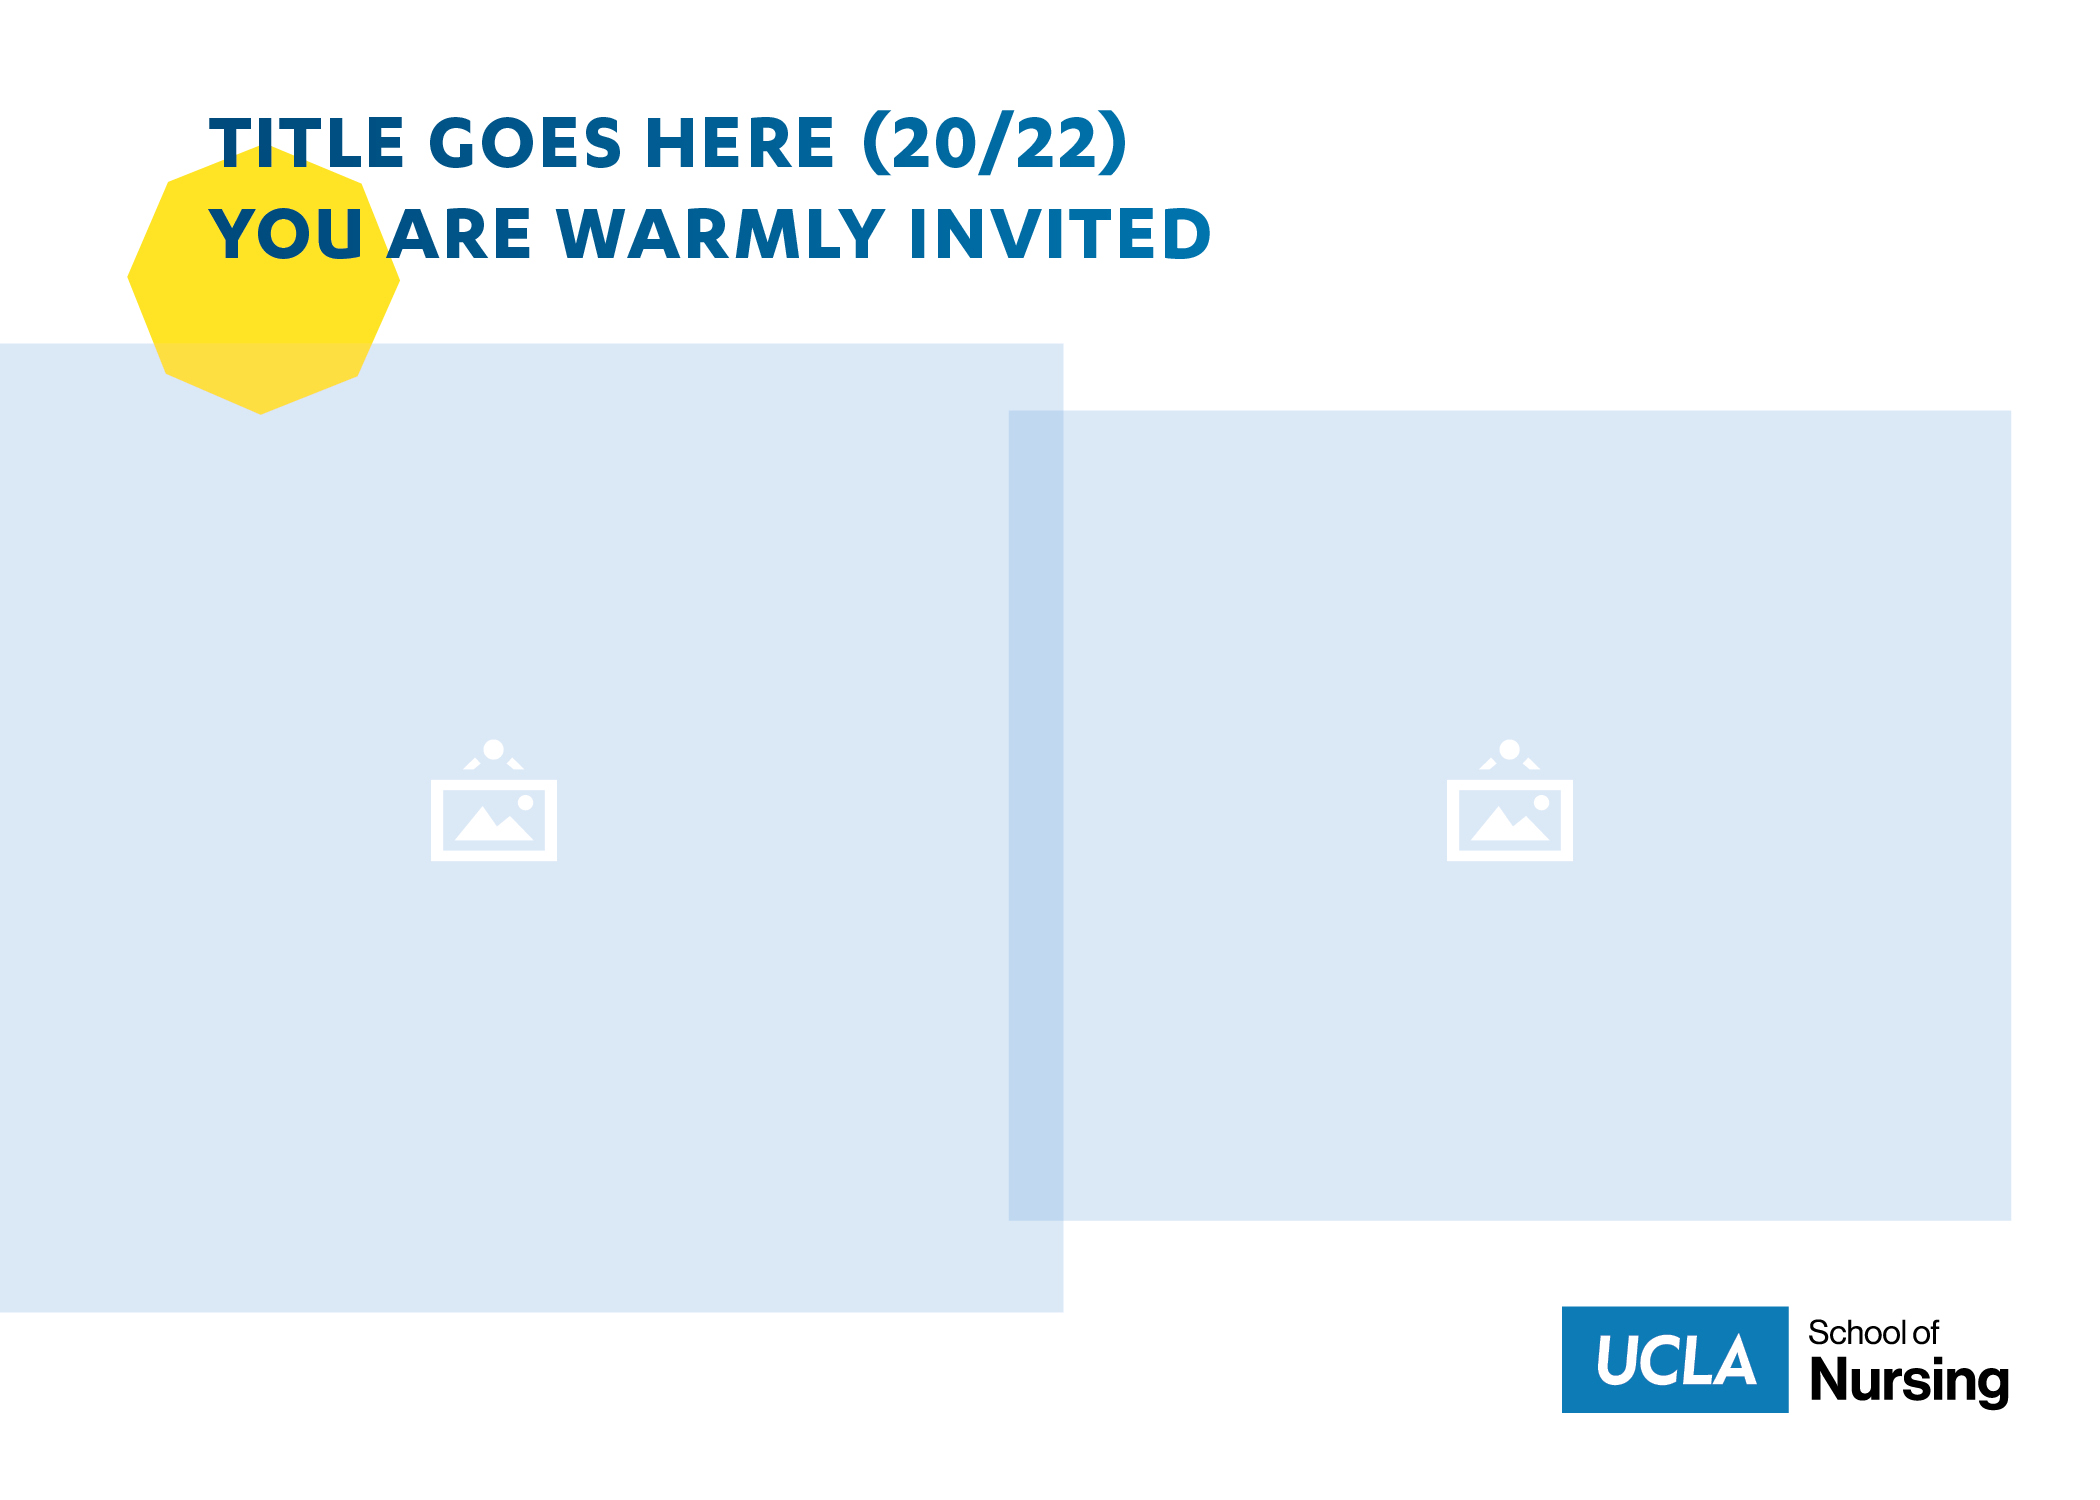 TITLE GOES HERE (20/22)
YOU ARE WARMLY INVITED
UCLA
School of
Nursing